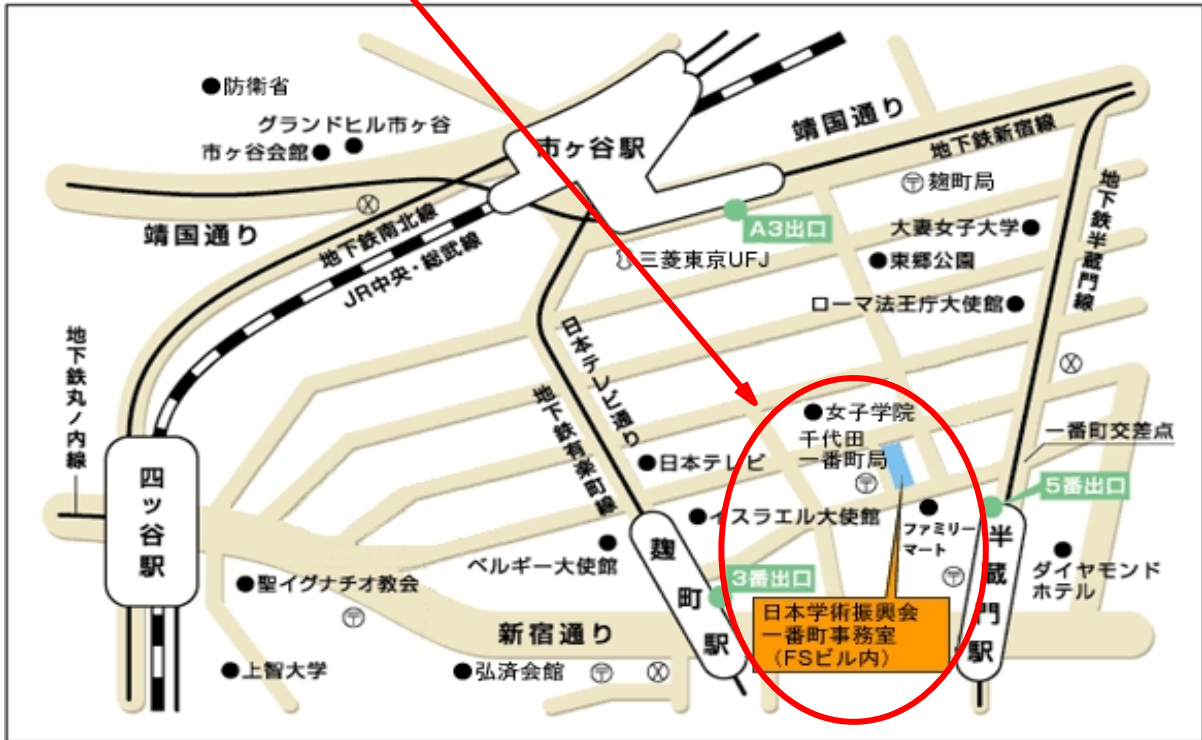 防衛省
グランドヒル市ヶ谷
市ヶ谷会館
市ヶ谷駅
靖国通り
地下鉄新宿線
麹町局
地下鉄半蔵門線
靖国通り
地下鉄南北線
JR中央・総武線
A3出口
大妻女子大学
三菱東京UFJ
東郷公園
ローマ法王庁大使館
地下鉄丸ノ内線
日本テレビ通り
地下鉄有楽町線
女子学院
千代田
一番町局
一番町交差点
日本テレビ
5番出口
四ッ谷駅
イスラエル大使館
ファミリー
マート
麹町駅
半蔵門駅
ベルギー大使館
3番出口
ダイヤモンド
ホテル
聖イグナチオ教会
日本学術振興会
一番町事務室
（FSビル内）
新宿通り
上智大学
弘済会館